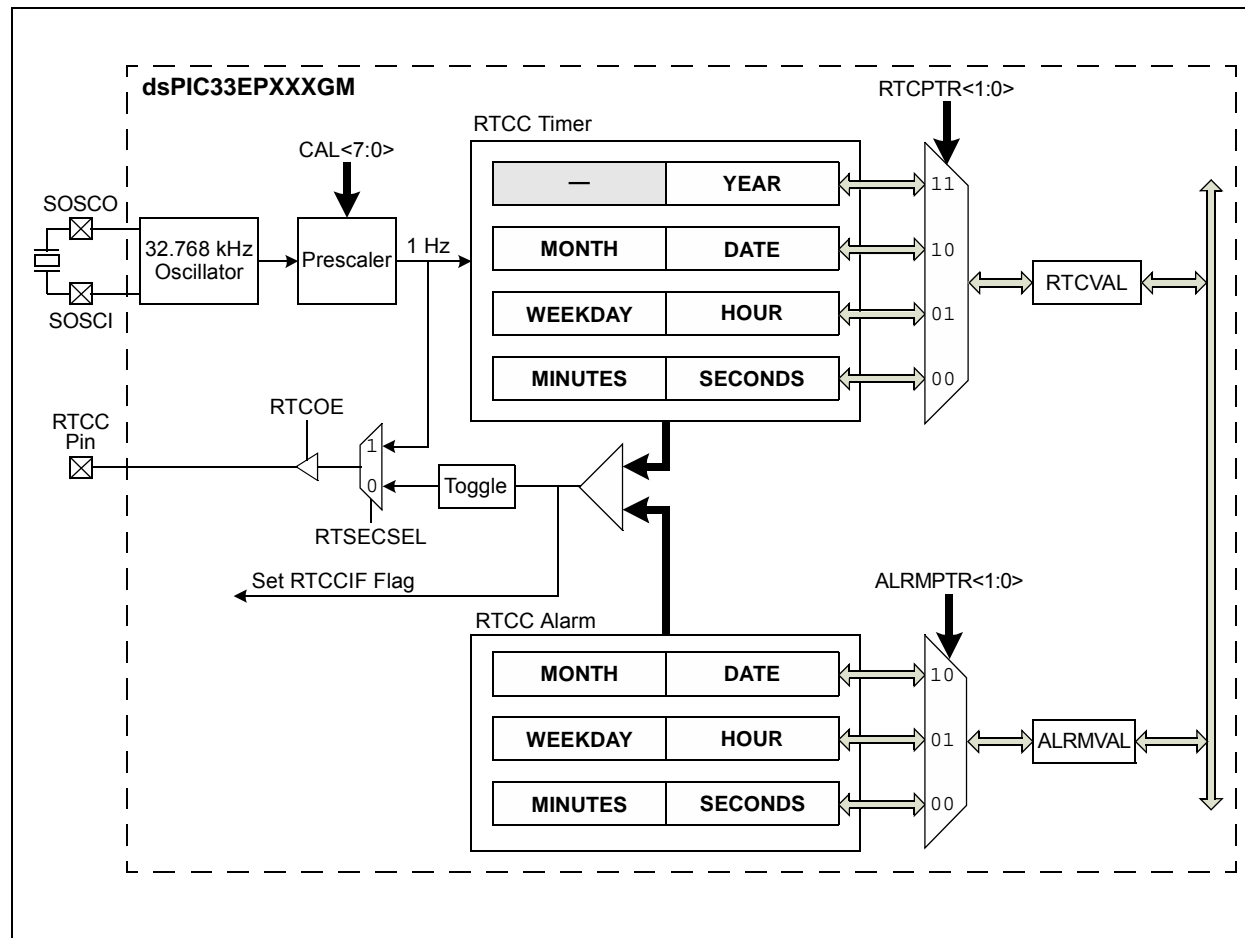 dsPIC33EPXXXGM
RTCPTR<1:0>
RTCC Timer
CAL<7:0>
— YEAR 11
SOSCO
32.768 kHz
Oscillator
Prescaler
1 Hz
MONTH DATE 10
RTCVAL
SOSCI
WEEKDAY HOUR 01
MINUTES SECONDS 00
RTCOE
RTCC
Pin
1
0
Toggle
RTSECSEL
Set RTCCIF Flag
ALRMPTR<1:0>
RTCC Alarm
MONTH DATE 10
WEEKDAY HOUR 01
ALRMVAL
MINUTES SECONDS 00